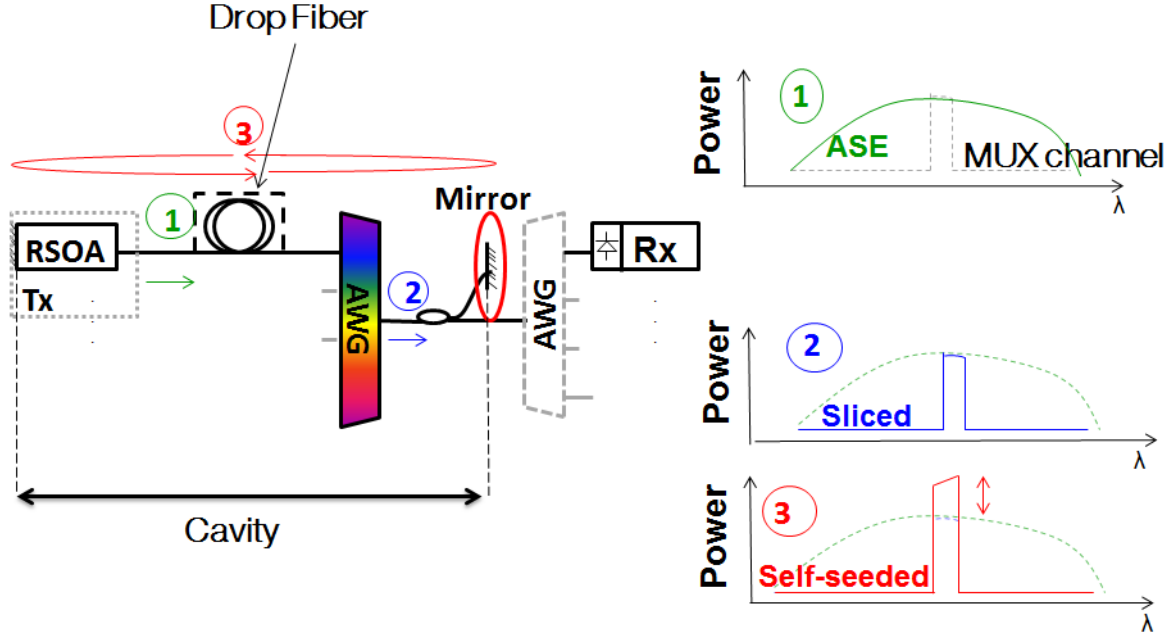 Drop Fiber
3
1
Mirror
RSOA
Tx
AWG
2
AWG
Rx
Cavity
Power
1
ASE
MUX channel
λ
Power
2
Sliced
λ
Power
3
Self-seeded
λ